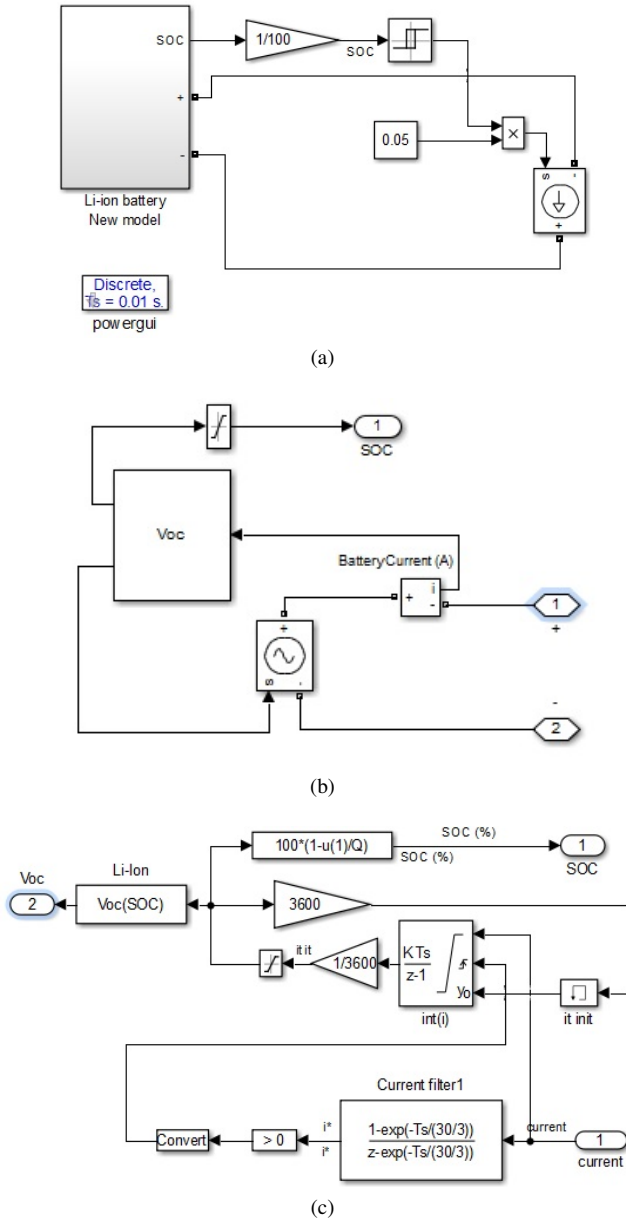 SOC
1/100
SOC
+
-
0.05
×
s
-
+
Li-ion battery
New model
Discrete,
Ts = 0.01 s.
powergui
(a)
1
SOC
Voc
BatteryCurrent (A)
+
i
-
1
+
+
s
-
-
2
(b)
SOC (%)
100*(1-u(1)/Q)
SOC (%)
1
SOC
Voc
2
Li-Ion
Voc(SOC)
3600
it it
1/3600
K Ts
z-1
yo
int(i)
it init
Current filter1
Convert
> 0
i*
i*
1-exp(-Ts/(30/3))
z-exp(-Ts/(30/3))
current
1
current
(c)